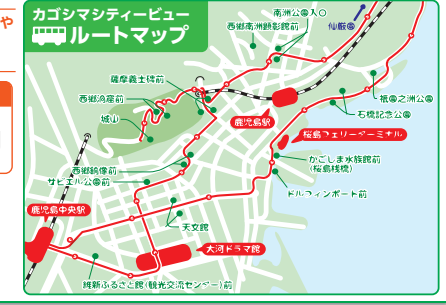 や
カゴシマシティービュー
ルートマップ
南洲公園入口
西郷南洲顕彰館前
仙厳園
薩摩義士碑前
西郷洞窟前
城山
祇園之洲公園
石橋記念公園
鹿児島駅
桜島フェリーターミナル
西郷銅像前
ザビエル公園前
かごしま水族館前
(桜島桟橋)
ドルフィンポート前
鹿児島中央駅
天文館
大河ドラマ館
維新ふるさと館(観光交流センター)前